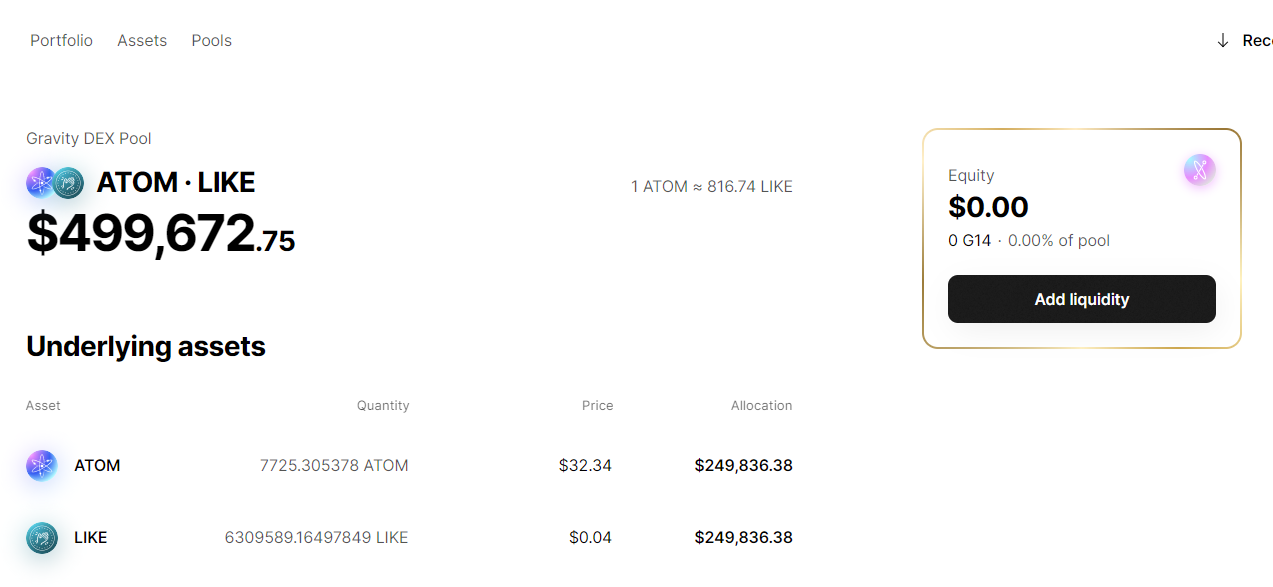 Portfolio Assets Pools
Gravity DEX Pool
ATOM · LIKE
1 ATOM ≈ 816.74 LIKE
$499,672.75
Equity
$0.00
0 G14 · 0.00% of pool
Add liquidity
Underlying assets
Asset Quantity Price Allocation
ATOM 7725.305378 ATOM $32.34 $249,836.38
LIKE 6309589.16497849 LIKE $0.04 $249,836.38